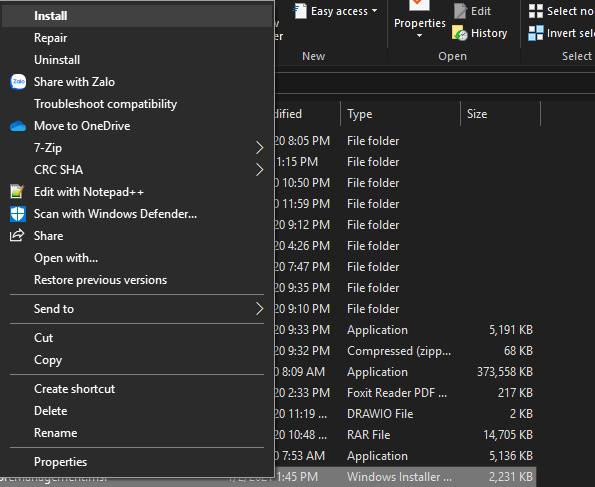 Install
Repair
Uninstall
Zalo Share with Zalo
Troubleshoot compatibility
Move to OneDrive
7-Zip
CRC SHA
Edit with Notepad++
Scan with Windows Defender...
Share
Open with...
Restore previous versions
Send to
Cut
Copy
Create shortcut
Delete
Rename
Properties
Easy access
New
Properties
Edit
History
Open
Select no
Invert selec
Select
dified Type Size
20 8:05 PM File folder
1:15 PM File folder
20 10:50 PM File folder
20 11:59 PM File folder
20 9:12 PM File folder
20 4:26 PM File folder
20 7:47 PM File folder
20 9:35 PM File folder
20 9:10 PM File folder
20 9:33 PM Application 5,191 KB
20 9:32 PM Compressed (zipp... 68 KB
20 8:09 AM Application 373,558 KB
20 2:33 PM Foxit Reader PDF ... 217 KB
20 11:19 ... DRAWIO File 2 KB
20 10:48 ... RAR File 14,705 KB
20 7:53 AM Application 5,136 KB
1:45 PM Windows Installer ... 2,231 KB